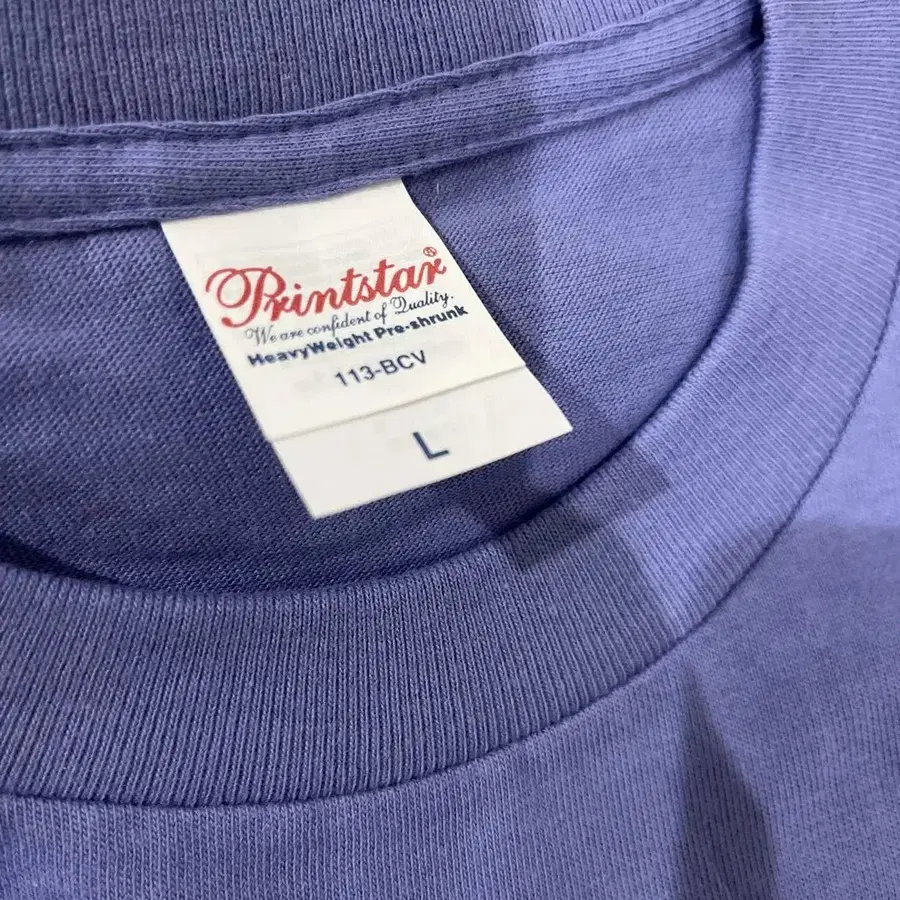 Printstar®
We are confident of Quality.
HeavyWeight Pre-shrunk
113-BCV
L